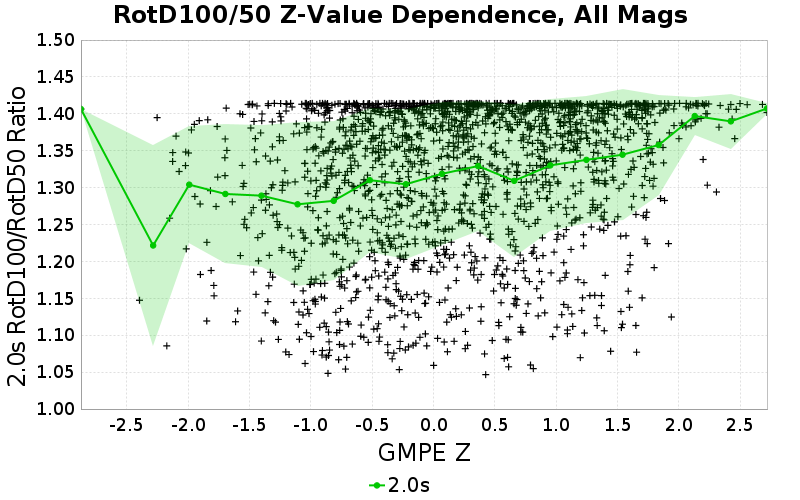 RotD100/50 Z-Value Dependence, All Mags
2.0s RotD100/RotD50 Ratio
1.50
1.45
1.40
1.35
1.30
1.25
1.20
1.15
1.10
1.05
1.00
-2.5 -2.0 -1.5 -1.0 -0.5 0.0 0.5 1.0 1.5 2.0 2.5
GMPE Z
2.0s